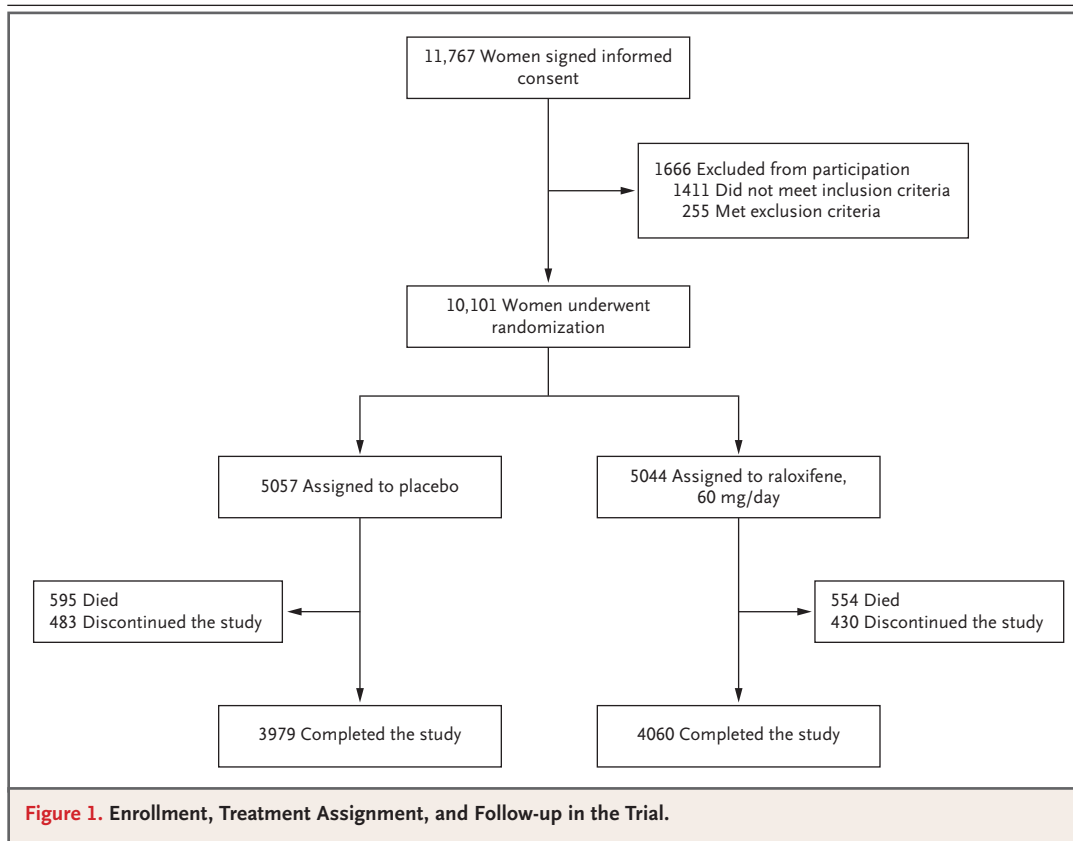 11,767 Women signed informed
consent
1666 Excluded from participation
1411 Did not meet inclusion criteria
255 Met exclusion criteria
10,101 Women underwent
randomization
5057 Assigned to placebo
5044 Assigned to raloxifene,
60 mg/day
595 Died
483 Discontinued the study
554 Died
430 Discontinued the study
3979 Completed the study
4060 Completed the study
Figure 1. Enrollment, Treatment Assignment, and Follow-up in the Trial.